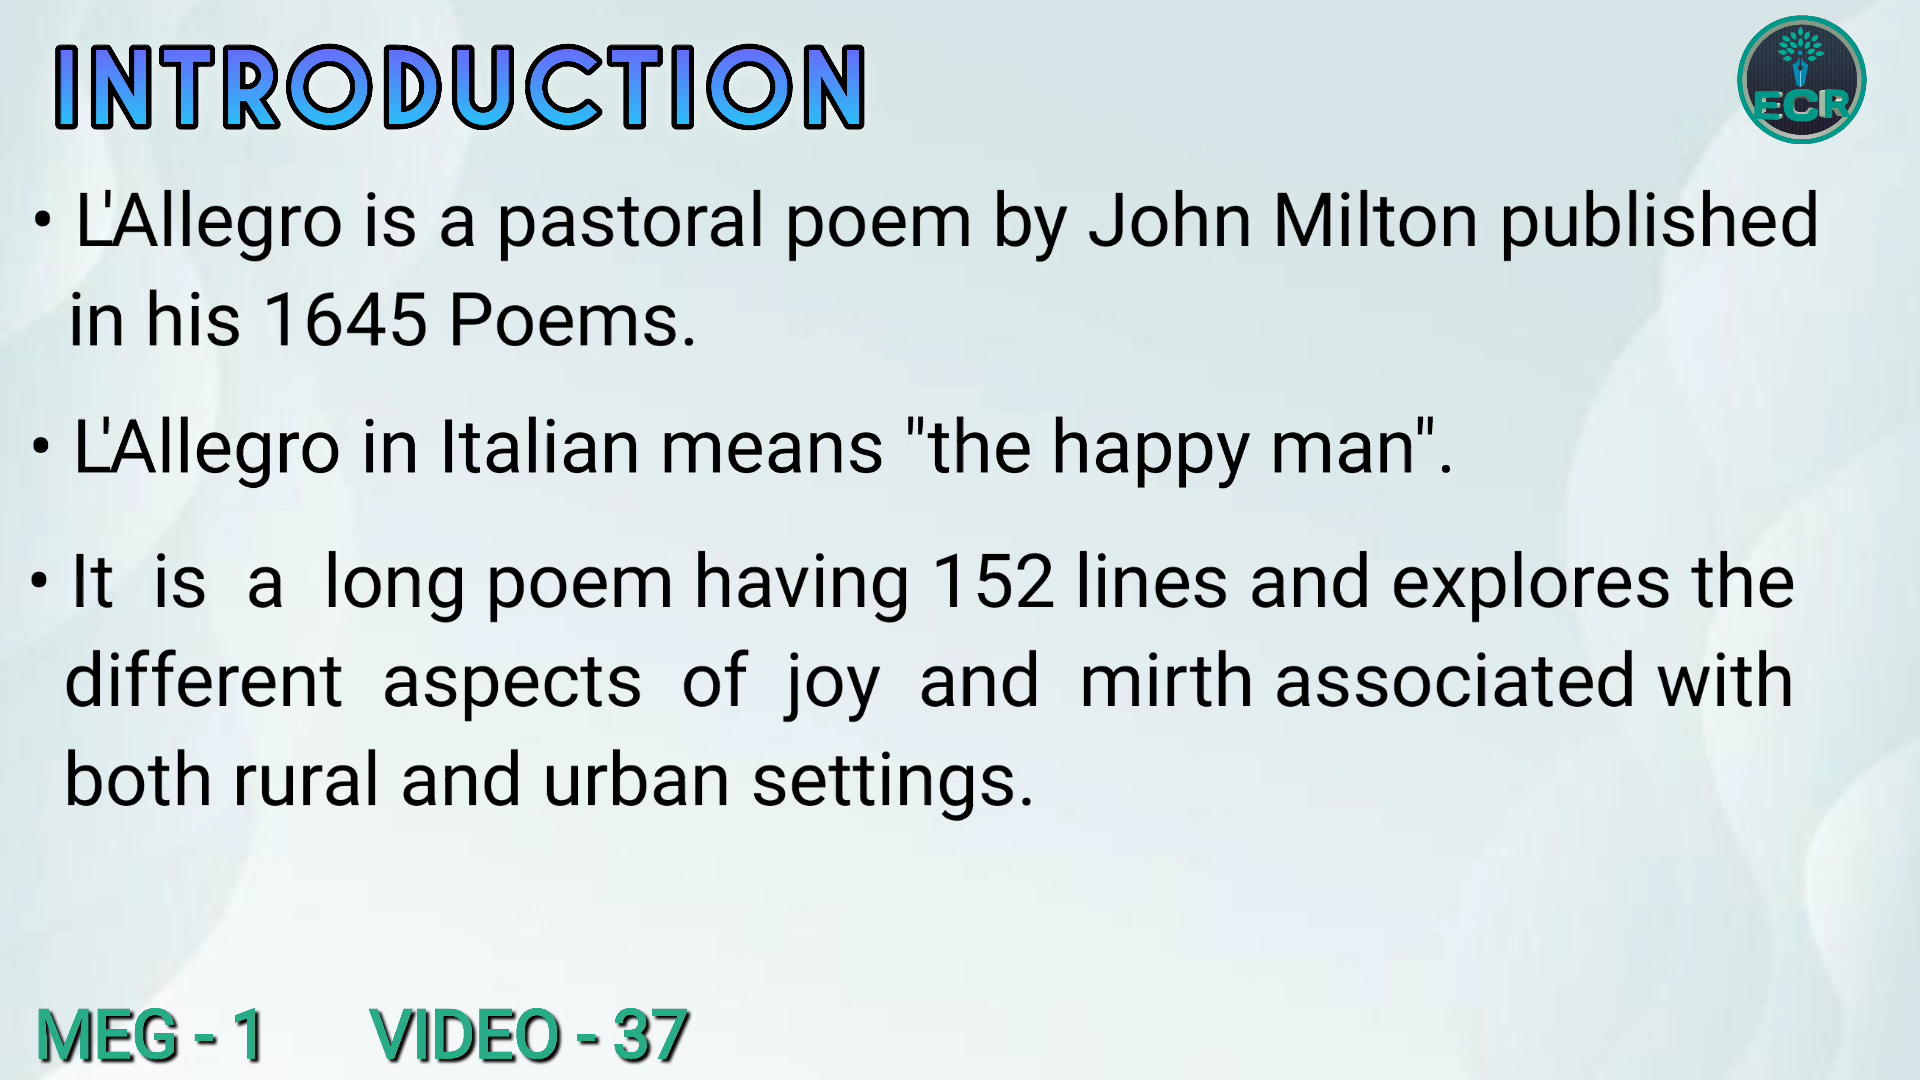 INTRODUCTION
ECR
• L'Allegro is a pastoral poem by John Milton published
in his 1645 Poems.
• L'Allegro in Italian means "the happy man".
• It is a long poem having 152 lines and explores the
different aspects of joy and mirth associated with
both rural and urban settings.
MEG - 1 VIDEO - 37